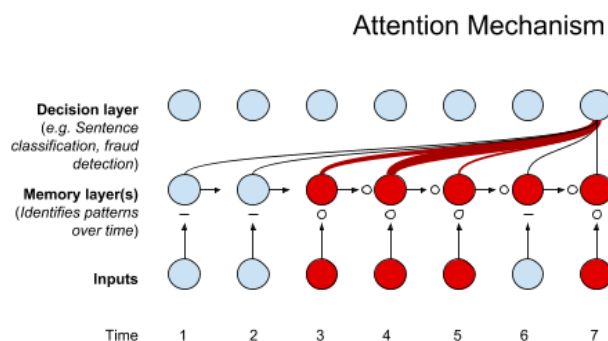 Attention Mechanism
Decision layer
(e.g. Sentence
classification, fraud
detection)
Memory layer(s)
(Identifies patterns
over time)
Inputs
Time 1 2 3 4 5 6 7